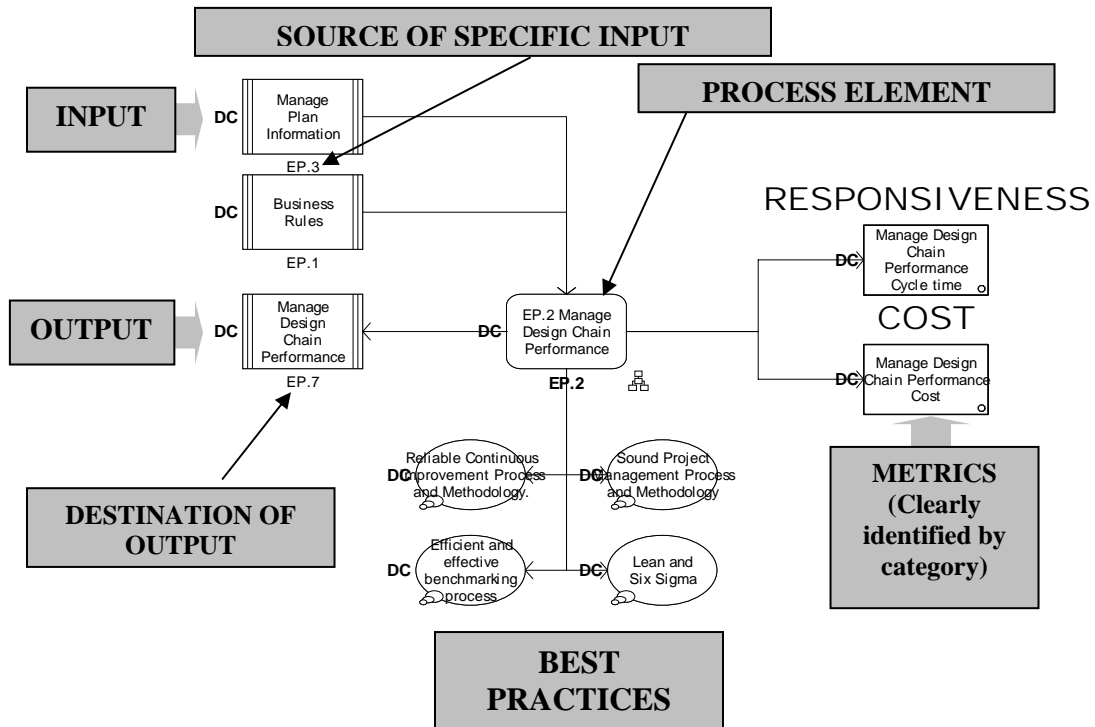 SOURCE OF SPECIFIC INPUT
PROCESS ELEMENT
INPUT
DC
Manage
Plan
Information
EP.3
DC
Business
Rules
EP.1
RESPONSIVENESS
DC
Manage Design
Chain
Performance
Cycle time
COST
DC
Manage Design
Chain Performance
Cost
OUTPUT
DC
Manage
Design
Chain
Performance
EP.7
DC
EP.2 Manage
Design Chain
Performance
EP.2
DC
Reliable Continuous
Improvement Process
and Methodology.
DC
Sound Project
Management Process
and Methodology
DC
Efficient and
effective
benchmarking
process
DC
Lean and
Six Sigma
METRICS
(Clearly
identified by
category)
DESTINATION OF
OUTPUT
BEST
PRACTICES